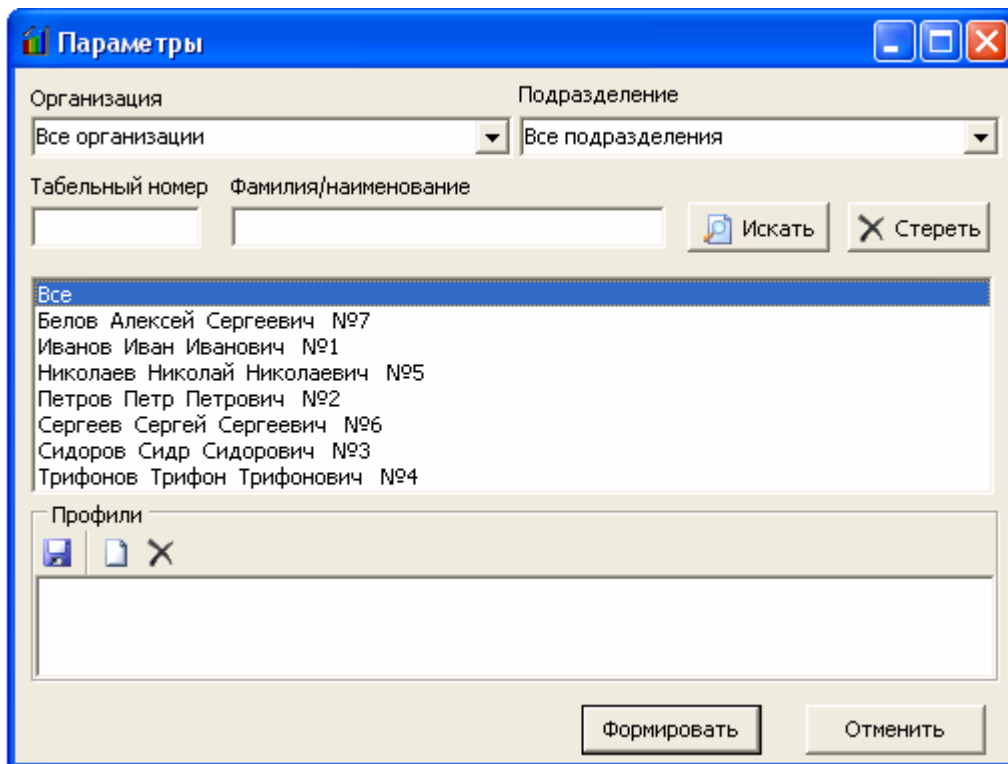 Параметры
Организация Подразделение
Все организации Все подразделения
Табельный номер Фамилия/наименование
Искать Стереть
Все
Белов Алексей Сергеевич №7
Иванов Иван Иванович №1
Николаев Николай Николаевич №5
Петров Петр Петрович №2
Сергеев Сергей Сергеевич №6
Сидоров Сидр Сидорович №3
Трифонов Трифон Трифонович №4
Профили
Формировать Отменить